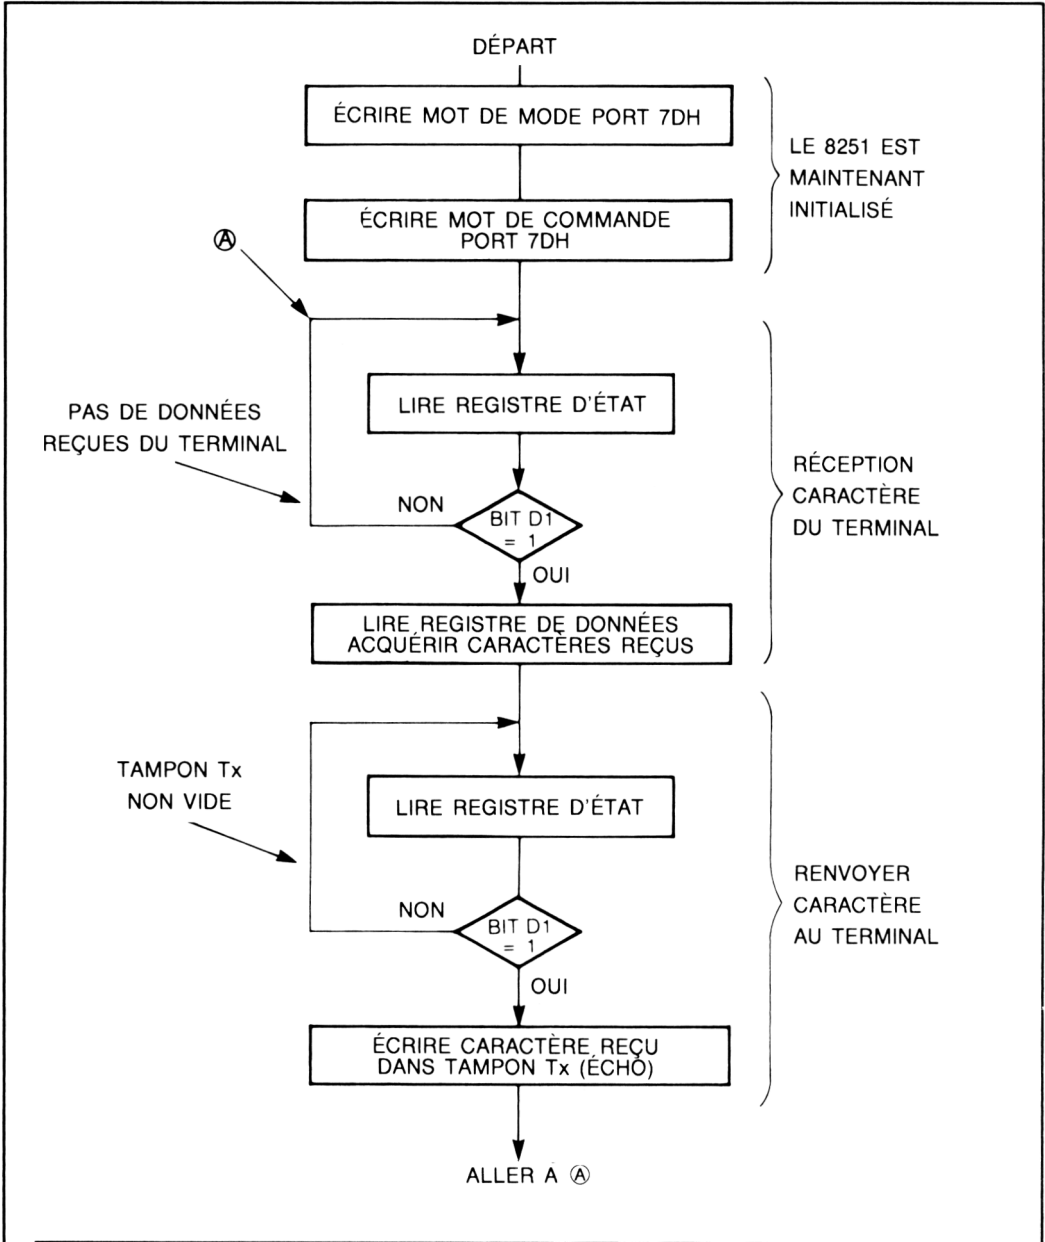 DÉPART
ÉCRIRE MOT DE MODE PORT 7DH
LE 8251 EST
MAINTENANT
INITIALISÉ
ÉCRIRE MOT DE COMMANDE
PORT 7DH
Ⓐ
LIRE REGISTRE D'ÉTAT
PAS DE DONNÉES
REÇUES DU TERMINAL
NON
BIT D1
= 1
OUI
RÉCEPTION
CARACTÈRE
DU TERMINAL
LIRE REGISTRE DE DONNÉES
ACQUÉRIR CARACTÈRES REÇUS
TAMPON Tx
NON VIDE
LIRE REGISTRE D'ÉTAT
NON
BIT D1
= 1
OUI
RENVOYER
CARACTÈRE
AU TERMINAL
ÉCRIRE CARACTÈRE REÇU
DANS TAMPON Tx (ÉCHO)
ALLER À Ⓐ